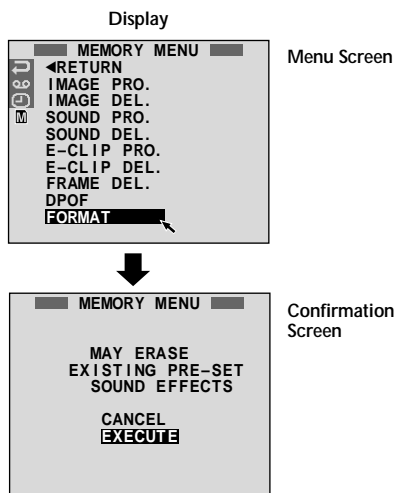 Display
MEMORY MENU
Menu Screen
◄RETURN
IMAGE PRO.
IMAGE DEL.
M
SOUND PRO.
SOUND DEL.
E–CLIP PRO.
E–CLIP DEL.
FRAME DEL.
DPOF
FORMAT
MEMORY MENU
Confirmation
Screen
MAY ERASE
EXISTING PRE–SET
SOUND EFFECTS
CANCEL
EXECUTE